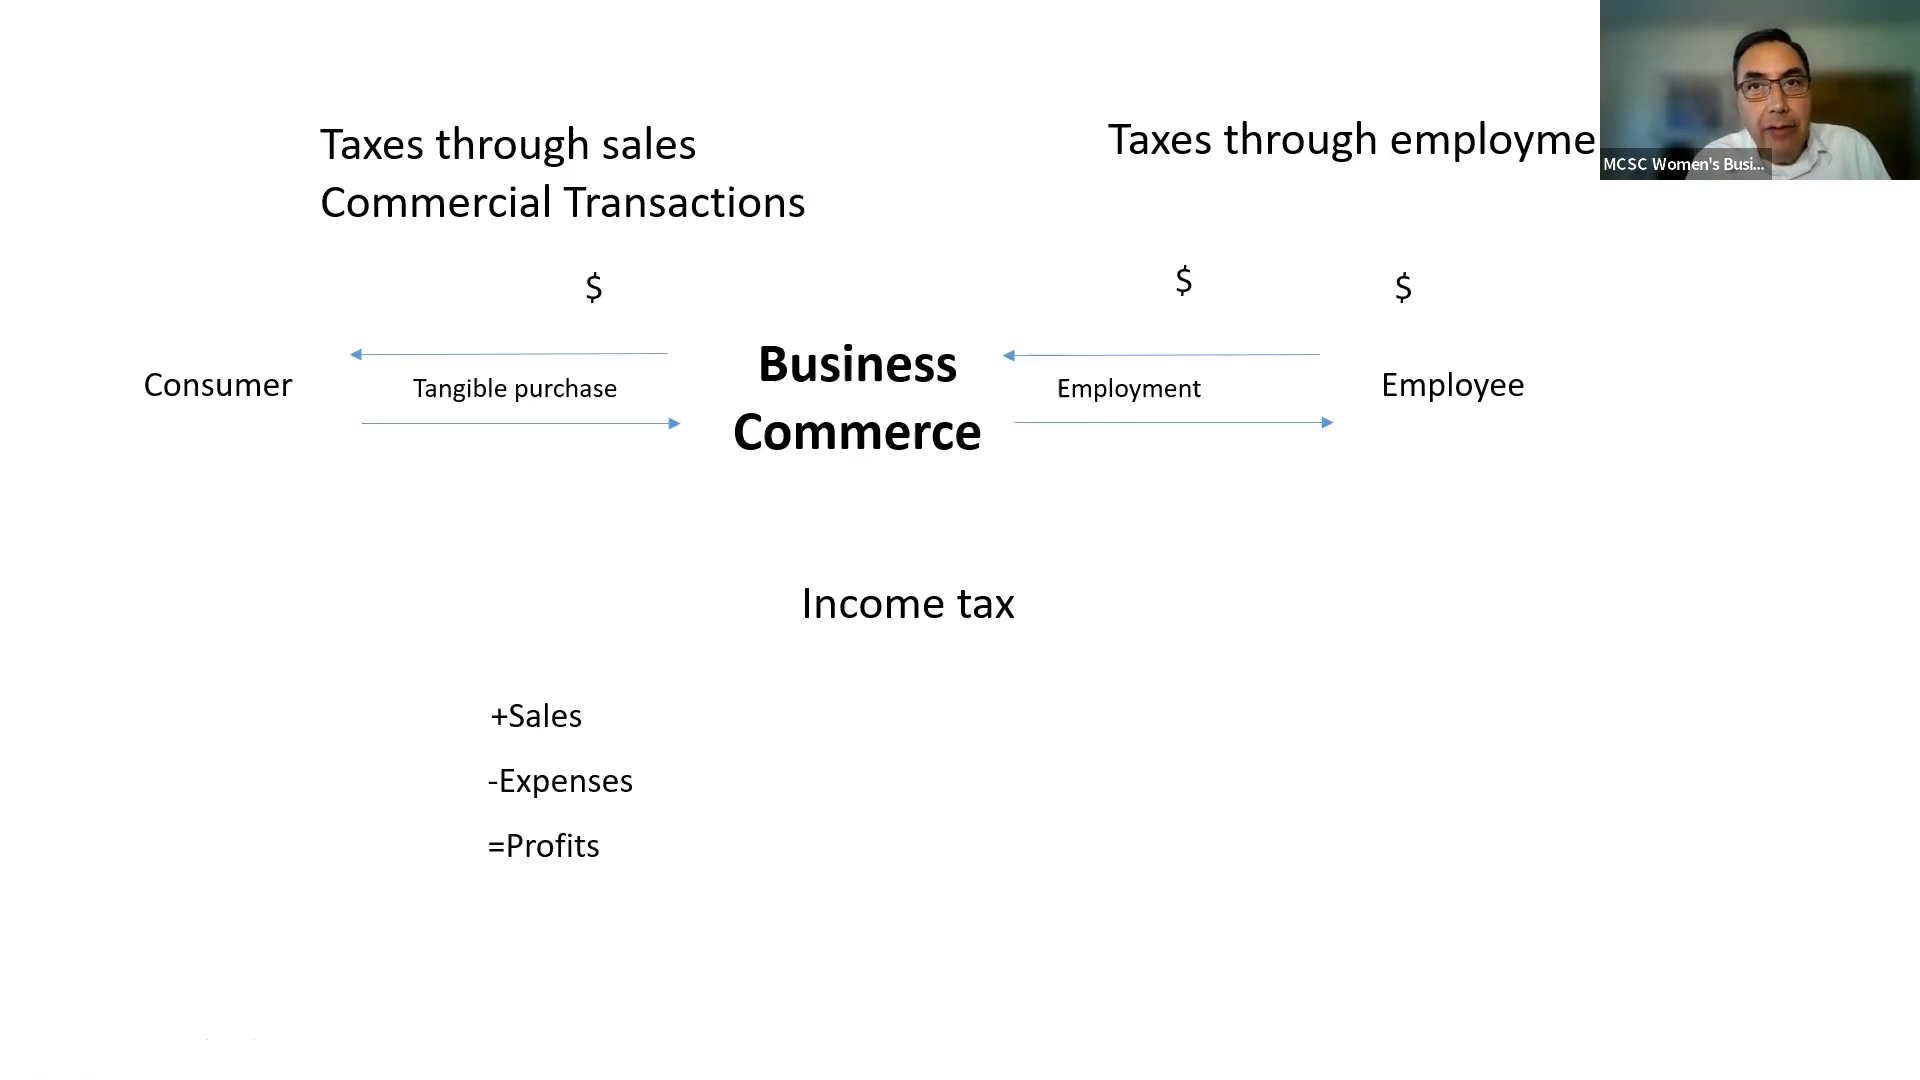 Taxes through sales
Commercial Transactions
Taxes through employme
MCSC Women's Busi...
$
$
$
Consumer
Tangible purchase
Business
Commerce
Employment
Employee
Income tax
+Sales
-Expenses
=Profits